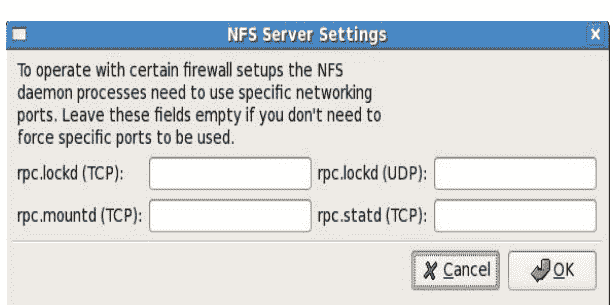 NFS Server Settings
To operate with certain firewall setups the NFS
daemon processes need to use specific networking
ports. Leave these fields empty if you don't need to
force specific ports to be used.
rpc.lockd (TCP): rpc.lockd (UDP):
rpc.mountd (TCP): rpc.statd (TCP):
Cancel OK